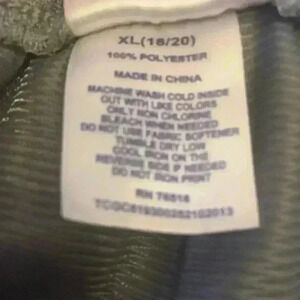 XL(18/20)
100% POLYESTER
MADE IN CHINA
MACHINE WASH COLD INSIDE
OUT WITH LIKE COLORS
ONLY NON CHLORINE
BLEACH WHEN NEEDED
DO NOT USE FABRIC SOFTENER
TUMBLE DRY LOW
COOL IRON ON THE
REVERSE SIDE IF NEEDED
DO NOT IRON PRINT
RN 76514